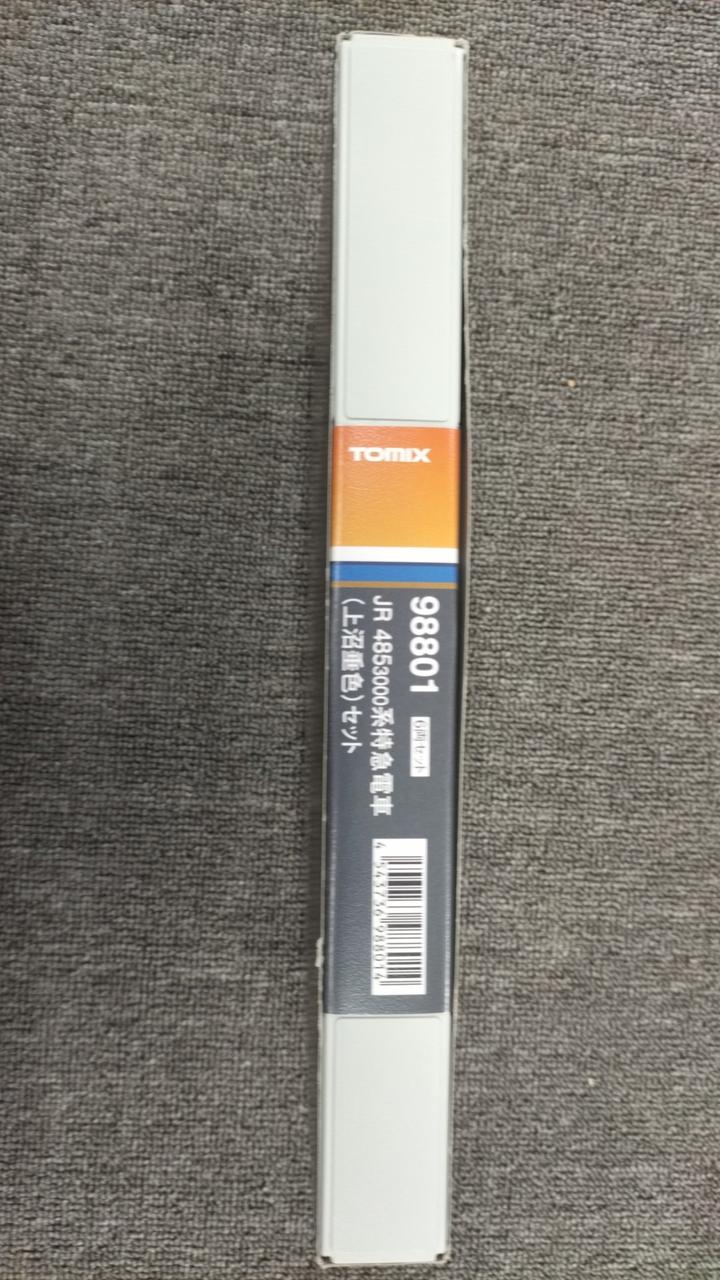 TOMIX
98801
6両セット
JR 485 3000系特急電車
(上沼垂色)セット
4 543736 988014